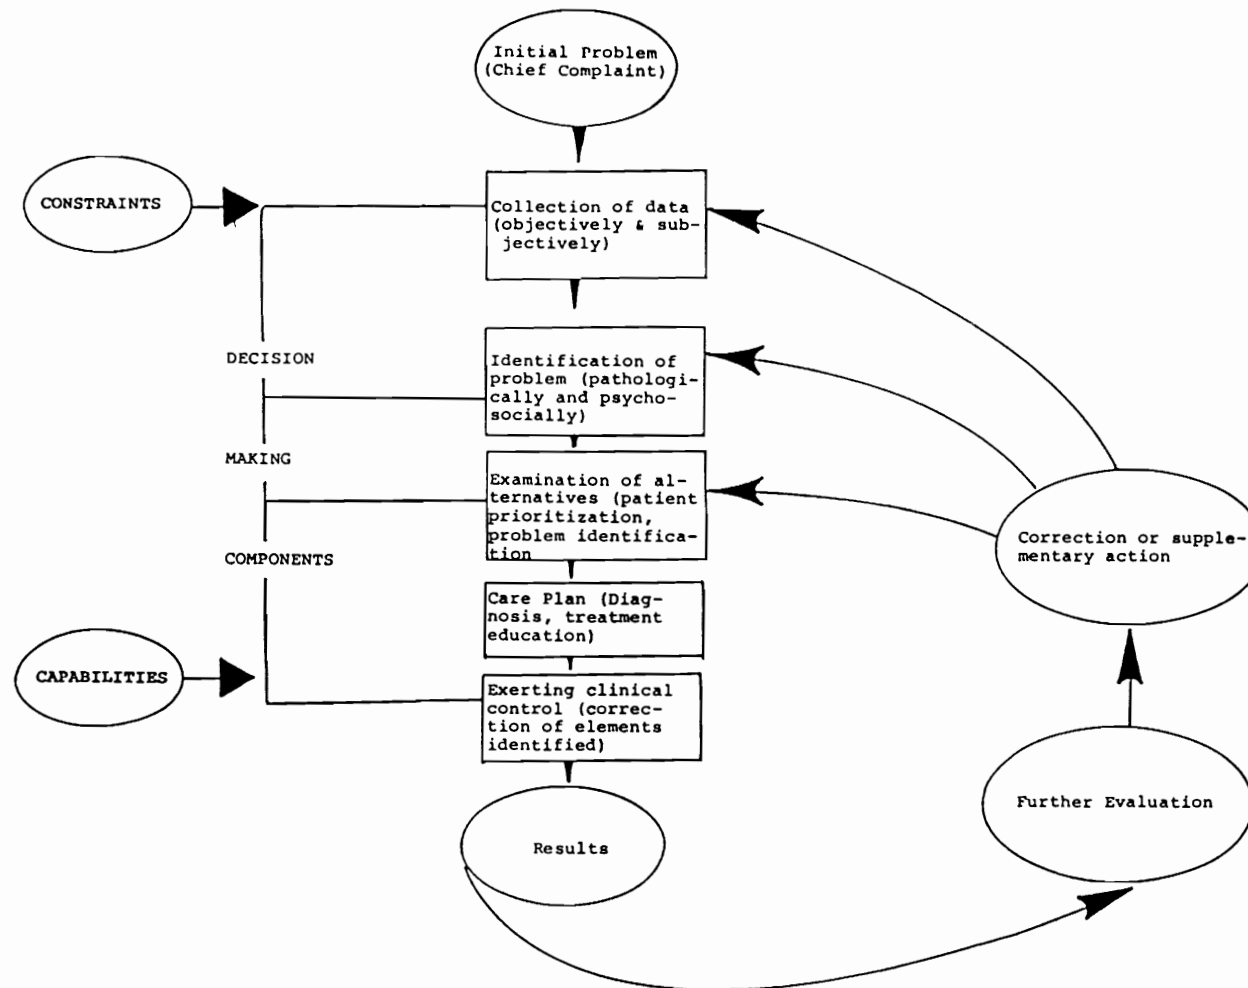 Initial Problem
(Chief Complaint)
CONSTRAINTS
Collection of data
(objectively & sub-
jectively)
DECISION
Identification of
problem (pathologi-
cally and psycho-
socially)
MAKING
Examination of al-
ternatives (patient
prioritization,
problem identifica-
tion
COMPONENTS
Correction or supple-
mentary action
Care Plan (Diag-
nosis, treatment
education)
CAPABILITIES
Exerting clinical
control (correc-
tion of elements
identified)
Further Evaluation
Results